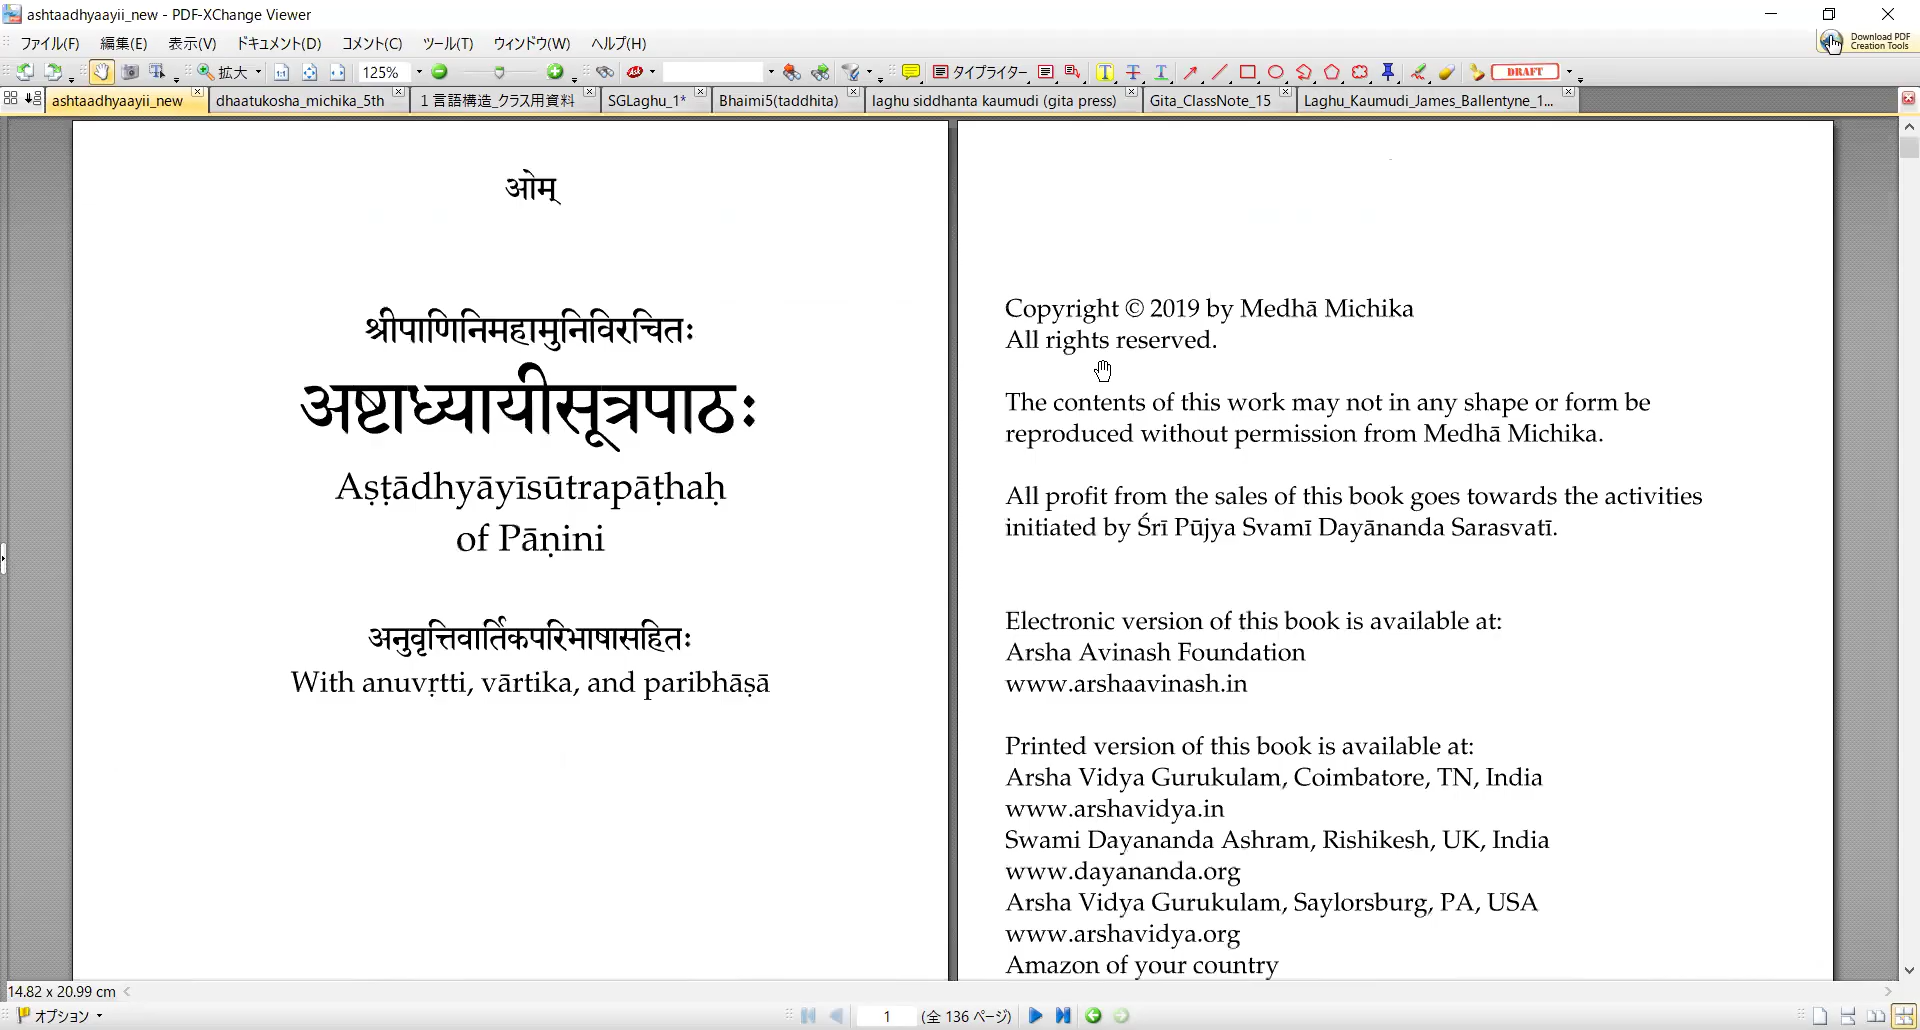 ashtaadhyaayii_new - PDF-XChange Viewer
ファイル(F) 編集(E) 表示(V) ドキュメント(D) コメント(C) ツール(T) ウィンドウ(W) ヘルプ(H)
Download PDF
Creation Tools
拡大 125% タイプライター DRAFT
ashtaadhyaayii_new dhaatukosha_michika_5th 1 言語構造_クラス用資料 SGLaghu_1* Bhaimi5(taddhita) laghu siddhanta kaumudi (gita press) Gita_ClassNote_15 Laghu_Kaumudi_James_Ballentyne_1...
ओम्
श्रीपाणिनिमहामुनिविरचितः
अष्टाध्यायीसूत्रपाठः
Aṣṭādhyāyīsūtrapāṭhaḥ
of Pāṇini
अनुवृत्तिवार्तिकपरिभाषासहितः
With anuvṛtti, vārtika, and paribhāṣā
Copyright © 2019 by Medhā Michika
All rights reserved.
The contents of this work may not in any shape or form be
reproduced without permission from Medhā Michika.
All profit from the sales of this book goes towards the activities
initiated by Śrī Pūjya Svamī Dayānanda Sarasvatī.
Electronic version of this book is available at:
Arsha Avinash Foundation
www.arshaavinash.in
Printed version of this book is available at:
Arsha Vidya Gurukulam, Coimbatore, TN, India
www.arshavidya.in
Swami Dayananda Ashram, Rishikesh, UK, India
www.dayananda.org
Arsha Vidya Gurukulam, Saylorsburg, PA, USA
www.arshavidya.org
Amazon of your country
14.82 x 20.99 cm
オプション 1 (全 136 ページ)